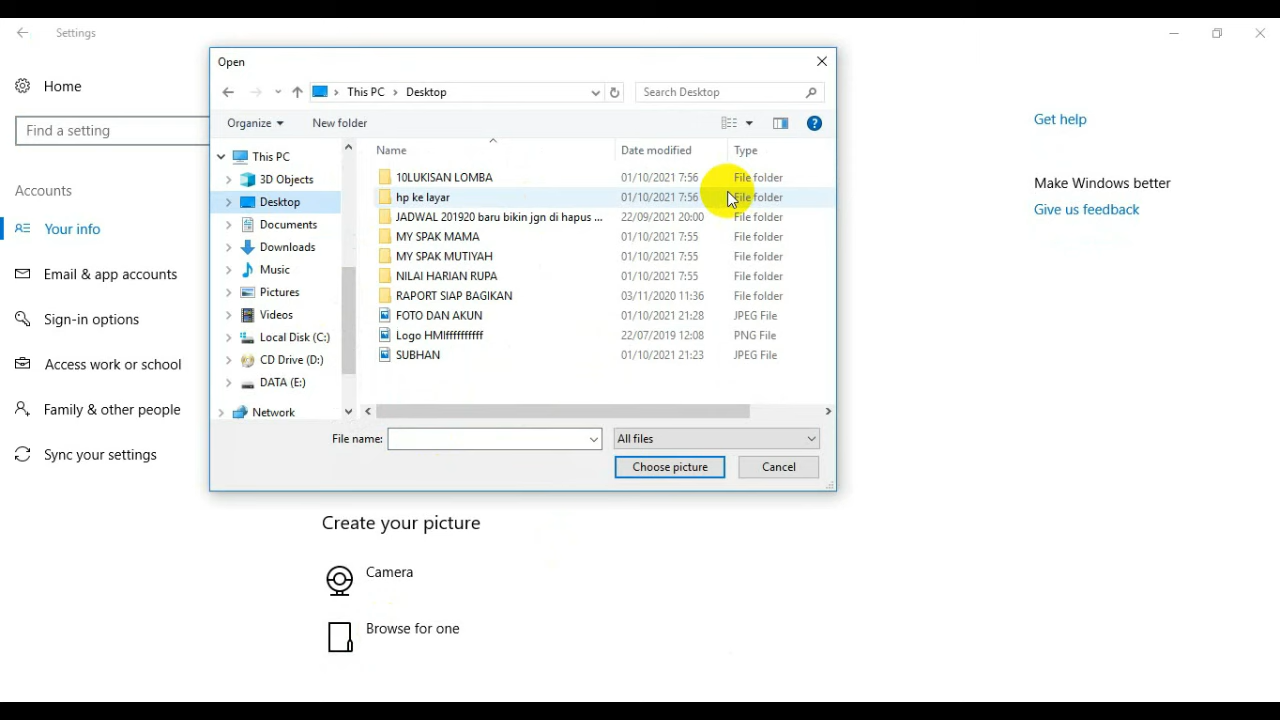 Settings
Home
Find a setting
Accounts
Your info
Email & app accounts
Sign-in options
Access work or school
Family & other people
Sync your settings
Open
This PC
Desktop
Search Desktop
Organize
New folder
This PC
3D Objects
Desktop
Documents
Downloads
Music
Pictures
Videos
Local Disk (C:)
CD Drive (D:)
DATA (E:)
Network
Name Date modified Type
10LUKISAN LOMBA 01/10/2021 7:56 File folder
hp ke layar 01/10/2021 7:56 File folder
JADWAL 201920 baru bikin jgn di hapus ... 22/09/2021 20:00 File folder
MY SPAK MAMA 01/10/2021 7:55 File folder
MY SPAK MUTIYAH 01/10/2021 7:55 File folder
NILAI HARIAN RUPA 01/10/2021 7:55 File folder
RAPORT SIAP BAGIKAN 03/11/2020 11:36 File folder
FOTO DAN AKUN 01/10/2021 21:28 JPEG File
Logo HMIffffffffff 22/07/2019 12:08 PNG File
SUBHAN 01/10/2021 21:23 JPEG File
File name:
All files
Choose picture
Cancel
Create your picture
Camera
Browse for one
Get help
Make Windows better
Give us feedback